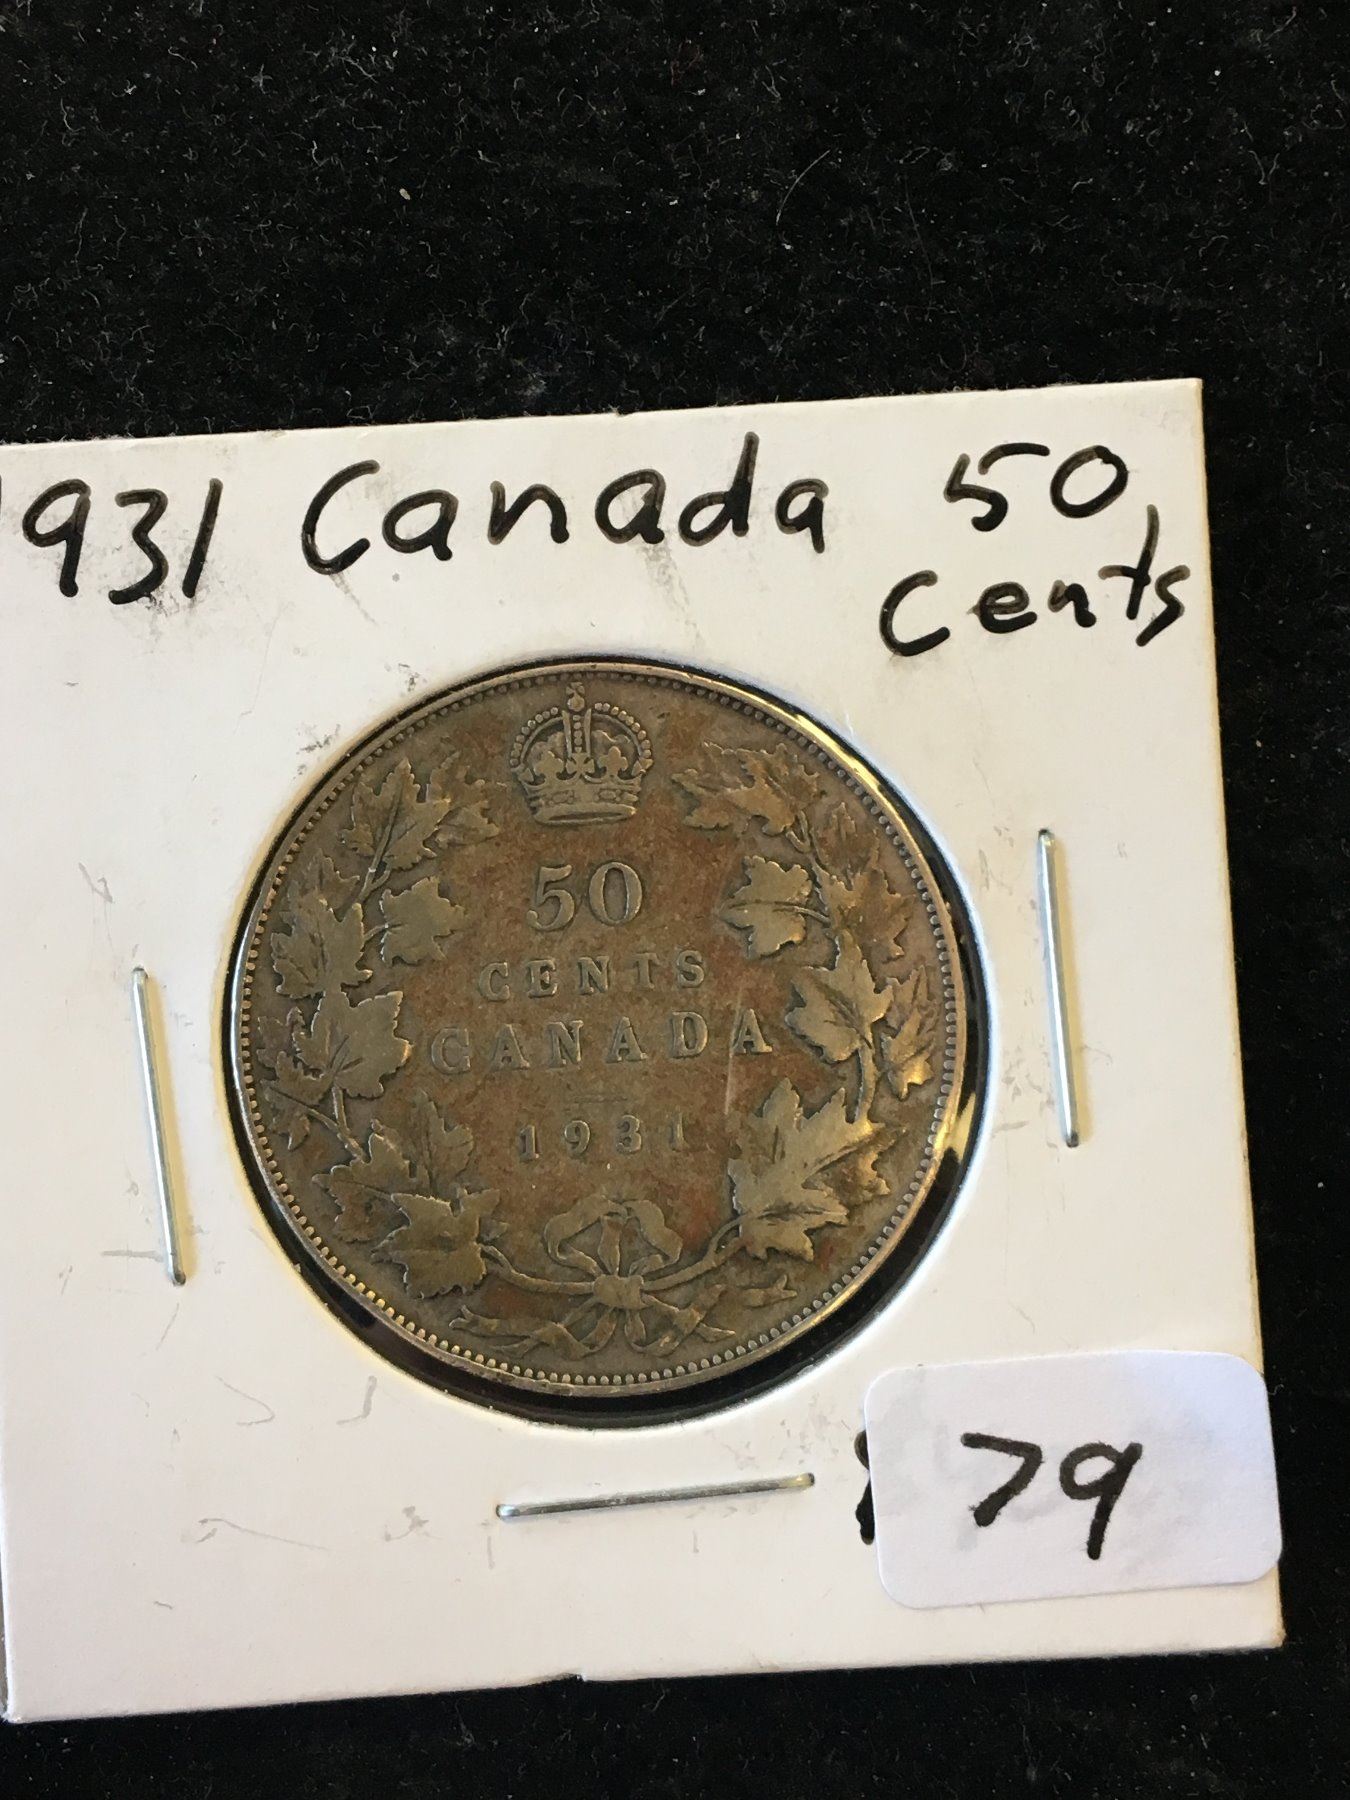 1931 Canada 50
Cents
50
CENTS
CANADA
1931
79